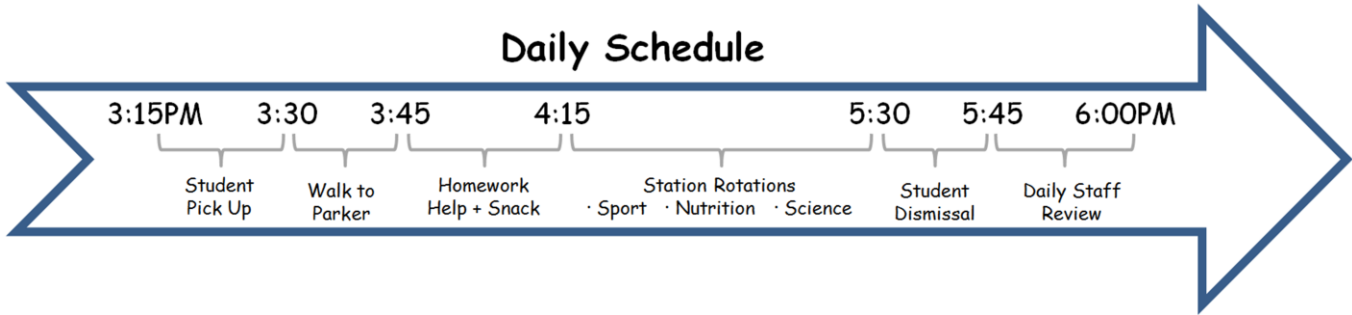 Daily Schedule
3:15PM 3:30 3:45 4:15 5:30 5:45 6:00PM
Student
Pick Up
Walk to
Parker
Homework
Help + Snack
Station Rotations
· Sport · Nutrition · Science
Student
Dismissal
Daily Staff
Review